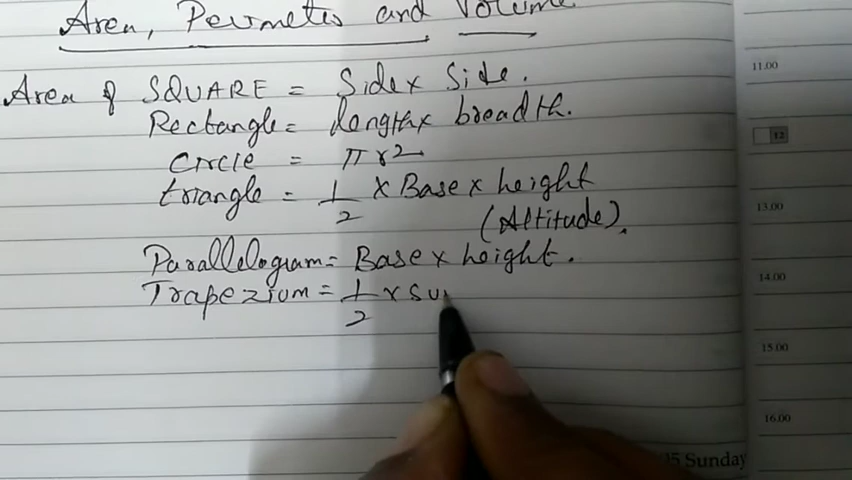 Area, Perimeter and Volume
Area of SQUARE = Side x Side.
Rectangle = length x breadth.
Circle = πr2
triangle = 1/2 x Base x height
(Altitude).
Parallelogram = Base x height.
Trapezium = 1/2 x su
11.00
12
13.00
14.00
15.00
16.00
Sunday